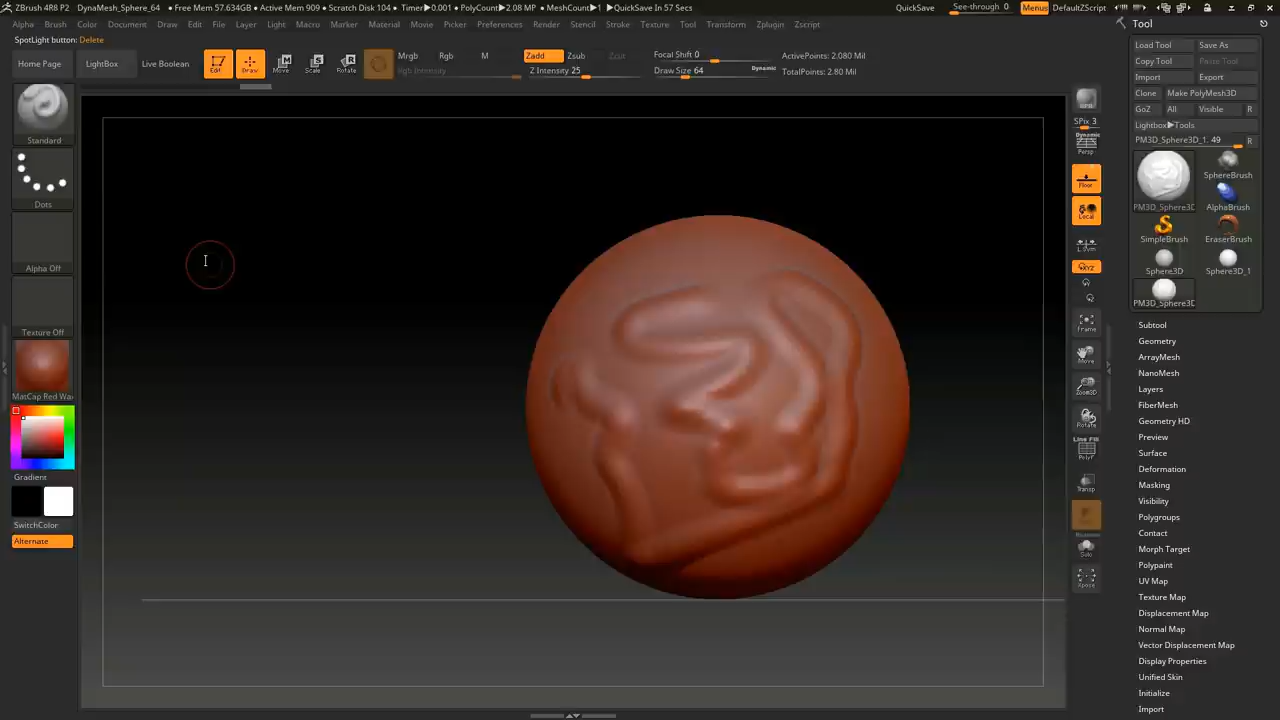 ZBrush 4R8 P2 DynaMesh_Sphere_64 • Free Mem 57.634GB • Active Mem 909 • Scratch Disk 104 • Timer▶0.001 • PolyCount▶2.08 MP • MeshCount▶1 ▶QuickSave In 57 Secs QuickSave See-through 0 Menus DefaultZScript
Alpha Brush Color Document Draw Edit File Layer Light Macro Marker Material Movie Picker Preferences Render Stencil Stroke Texture Tool Transform Zplugin Zscript
Tool
SpotLight button: Delete
Home Page LightBox Live Boolean Edit Draw Move Scale Rotate
Mrgb Rgb M Zadd Zsub Zcut Focal Shift 0 ActivePoints: 2.080 Mil
Rgb Intensity Z Intensity 25 Draw Size 64 Dynamic TotalPoints: 2.80 Mil
Standard
Dots
Alpha Off
Texture Off
MatCap Red Wa
Gradient
SwitchColor
Alternate
BPR
SPix 3
Dynamic
Persp
Floor
Local
L.Sym
XYZ
Frame
Move
Zoom3D
Rotate
Line Fill
PolyF
Transp
Solo
Xpose
Load Tool Save As
Copy Tool Paste Tool
Import Export
Clone Make PolyMesh3D
GoZ All Visible R
Lightbox▶Tools
PM3D_Sphere3D_1. 49 R
PM3D_Sphere3D SphereBrush
AlphaBrush
SimpleBrush EraserBrush
Sphere3D Sphere3D_1
PM3D_Sphere3D
Subtool
Geometry
ArrayMesh
NanoMesh
Layers
FiberMesh
Geometry HD
Preview
Surface
Deformation
Masking
Visibility
Polygroups
Contact
Morph Target
Polypaint
UV Map
Texture Map
Displacement Map
Normal Map
Vector Displacement Map
Display Properties
Unified Skin
Initialize
Import